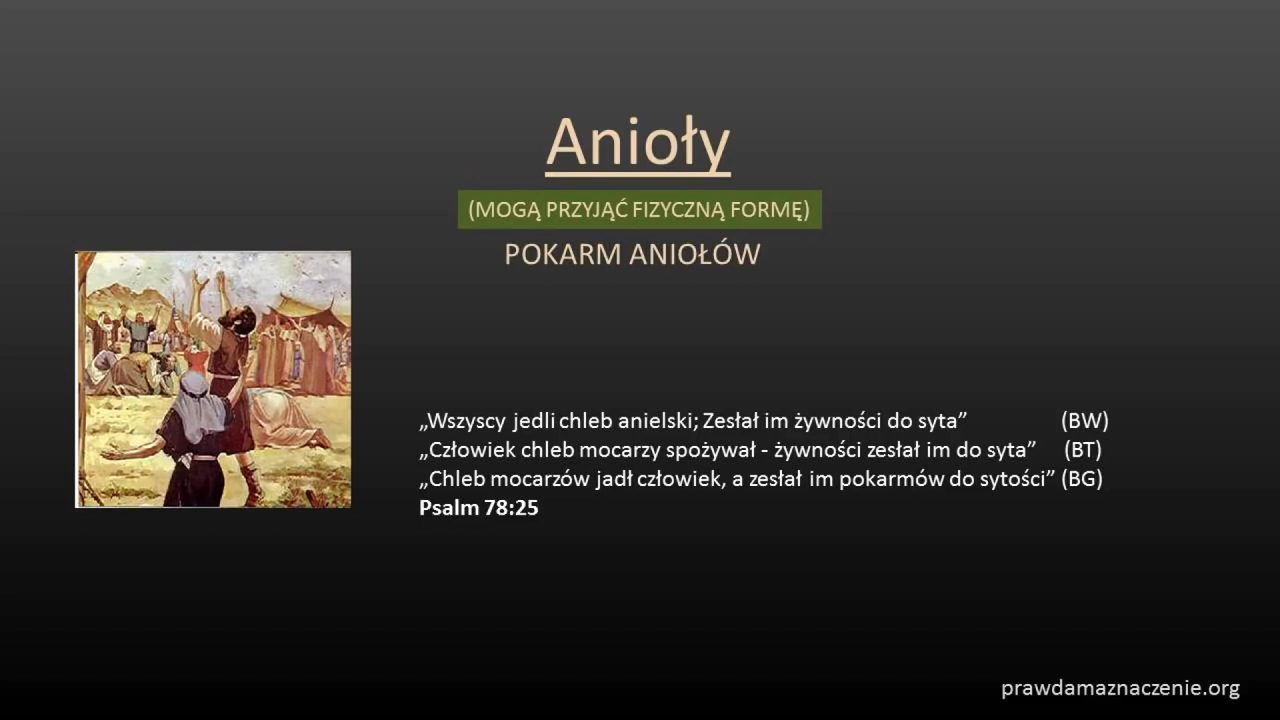 Anioły
(MOGĄ PRZYJĄĆ FIZYCZNĄ FORMĘ)
POKARM ANIOŁÓW
„Wszyscy jedli chleb anielski; Zesłał im żywności do syta” (BW)
„Człowiek chleb mocarzy spożywał - żywności zesłał im do syta” (BT)
„Chleb mocarzów jadł człowiek, a zesłał im pokarmów do sytości” (BG)
Psalm 78:25
prawdamaznaczenie.org